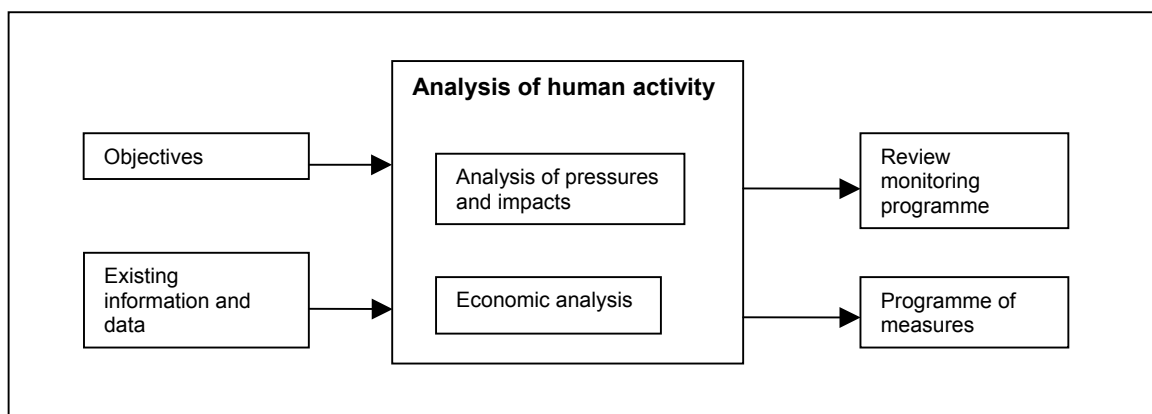 Analysis of human activity
Objectives
Existing
information and
data
Analysis of pressures
and impacts
Economic analysis
Review
monitoring
programme
Programme of
measures